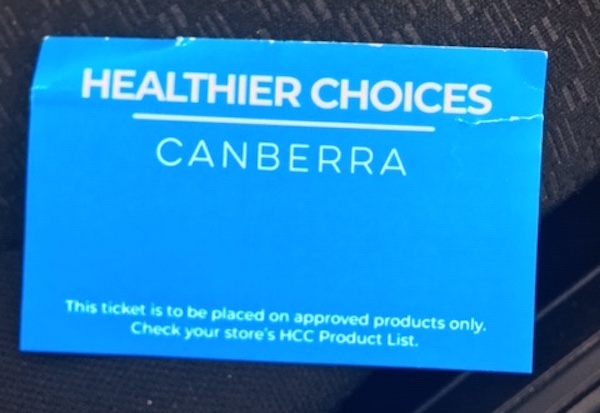 HEALTHIER CHOICES
CANBERRA
This ticket is to be placed on approved products only.
Check your store's HCC Product List.